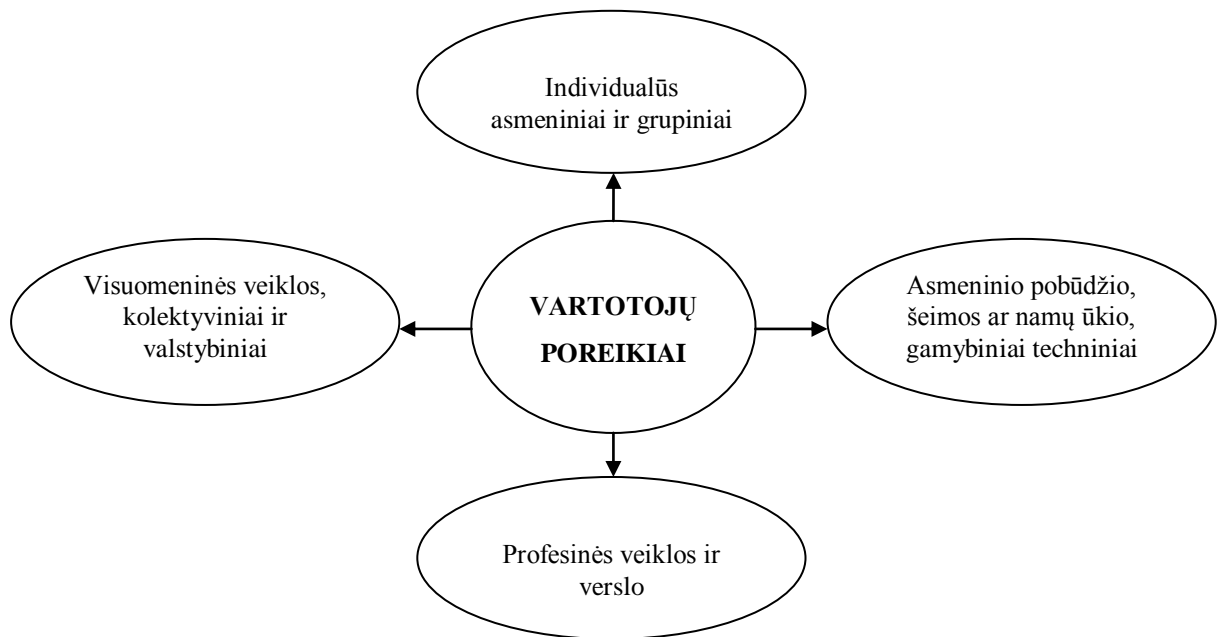 Individualūs
asmeniniai ir grupiniai
Visuomeninės veiklos,
kolektyviniai ir
valstybiniai
VARTOTOJŲ
POREIKIAI
Asmeninio pobūdžio,
šeimos ar namų ūkio,
gamybiniai techniniai
Profesinės veiklos ir
verslo